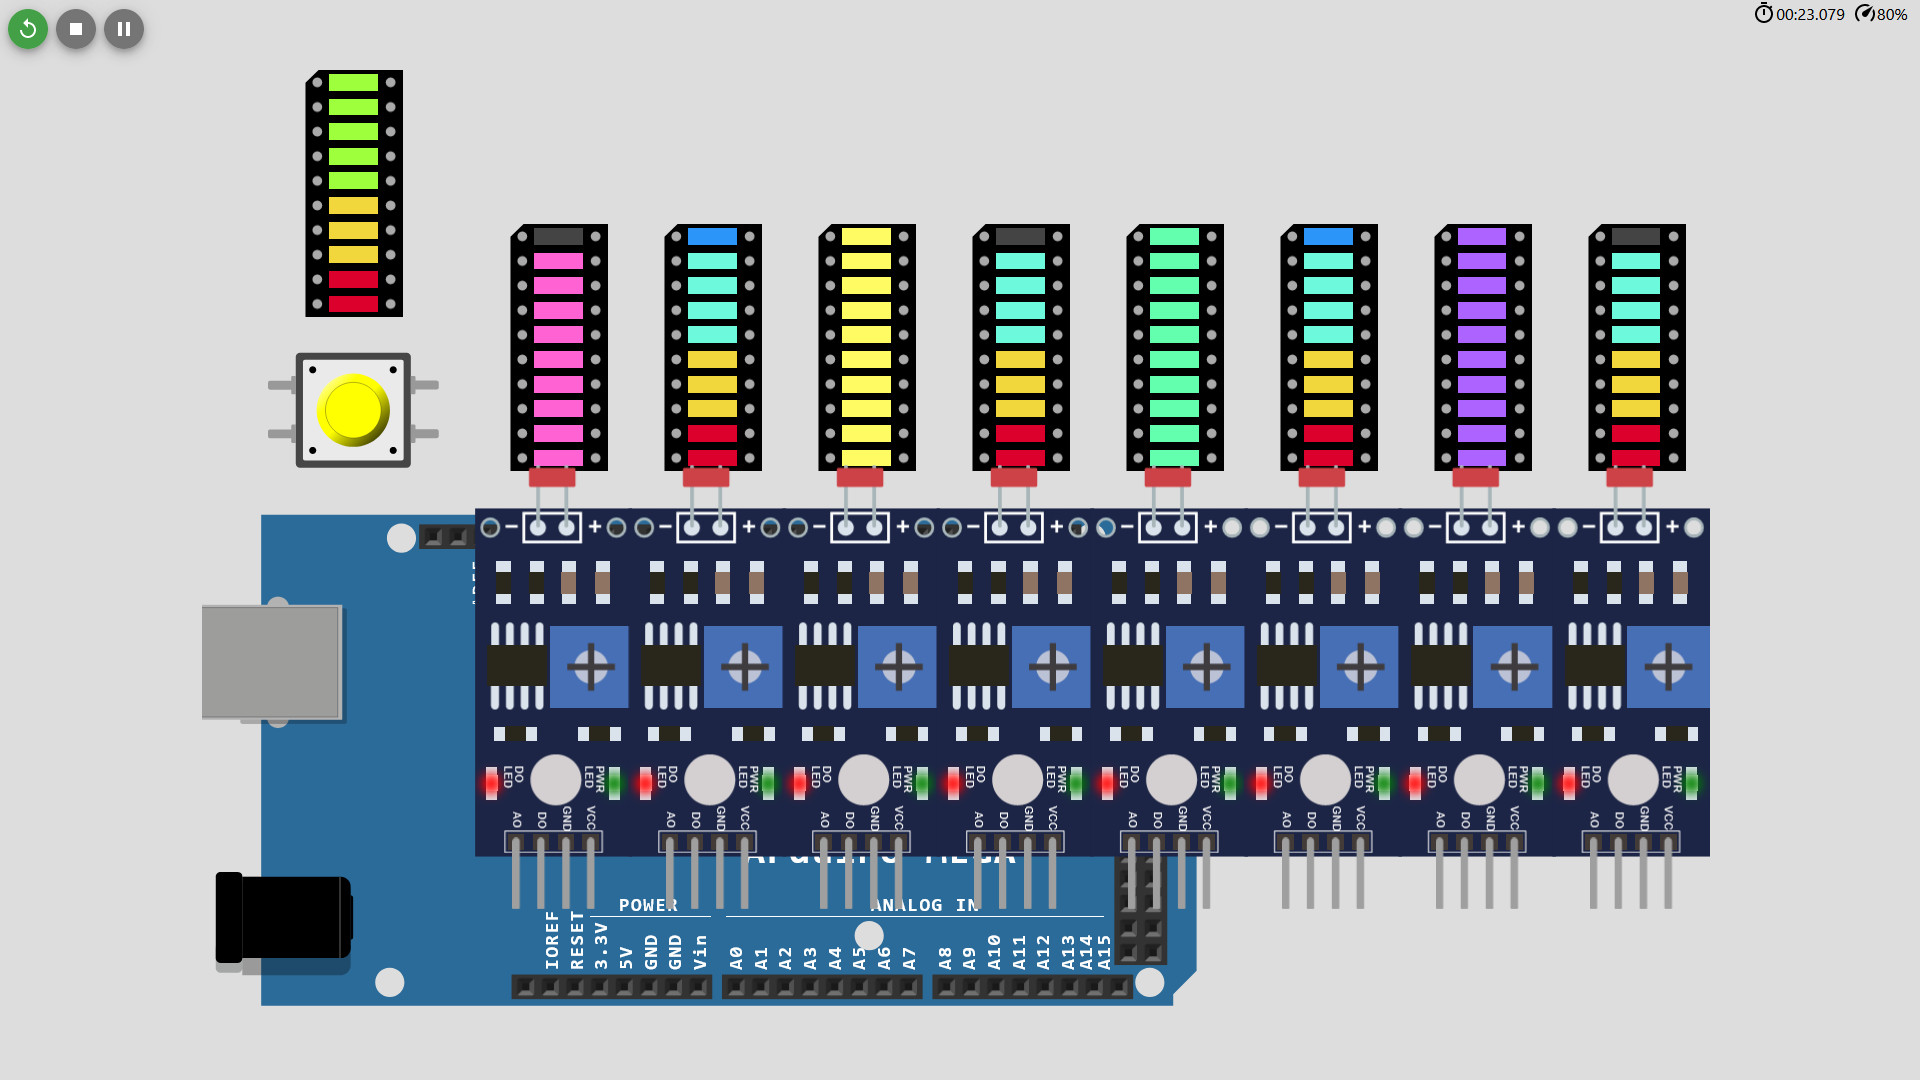 00:23.079 80%
− + − + − + − + − + − + − + − +
DO LED PWR LED DO LED PWR LED DO LED PWR LED DO LED PWR LED DO LED PWR LED DO LED PWR LED DO LED PWR LED DO LED PWR LED
AO DO GND VCC AO DO GND VCC AO DO GND VCC AO DO GND VCC AO DO GND VCC AO DO GND VCC AO DO GND VCC AO DO GND VCC
Arduino MEGA
POWER ANALOG IN
IOREF RESET 3.3V 5V GND GND Vin A0 A1 A2 A3 A4 A5 A6 A7 A8 A9 A10 A11 A12 A13 A14 A15